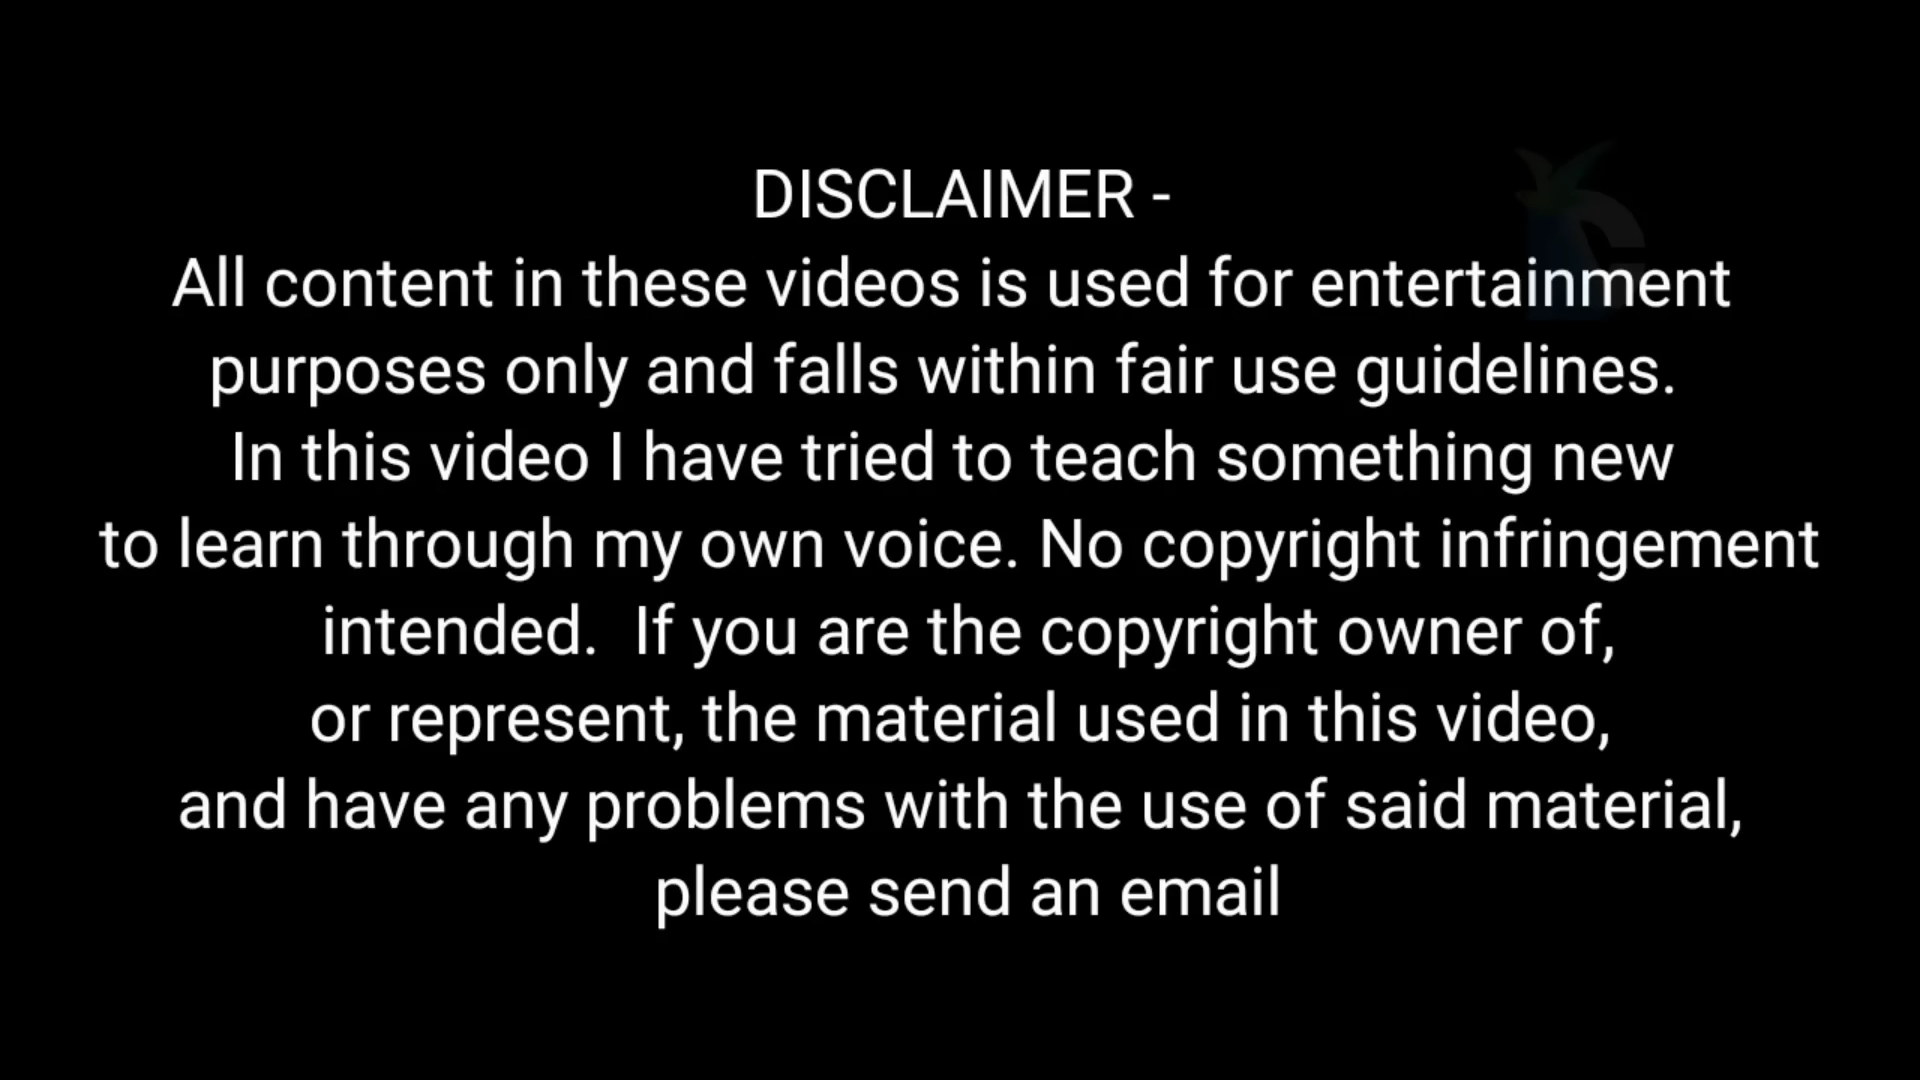 DISCLAIMER -
All content in these videos is used for entertainment
purposes only and falls within fair use guidelines.
In this video I have tried to teach something new
to learn through my own voice. No copyright infringement
intended.  If you are the copyright owner of,
or represent, the material used in this video,
and have any problems with the use of said material,
please send an email